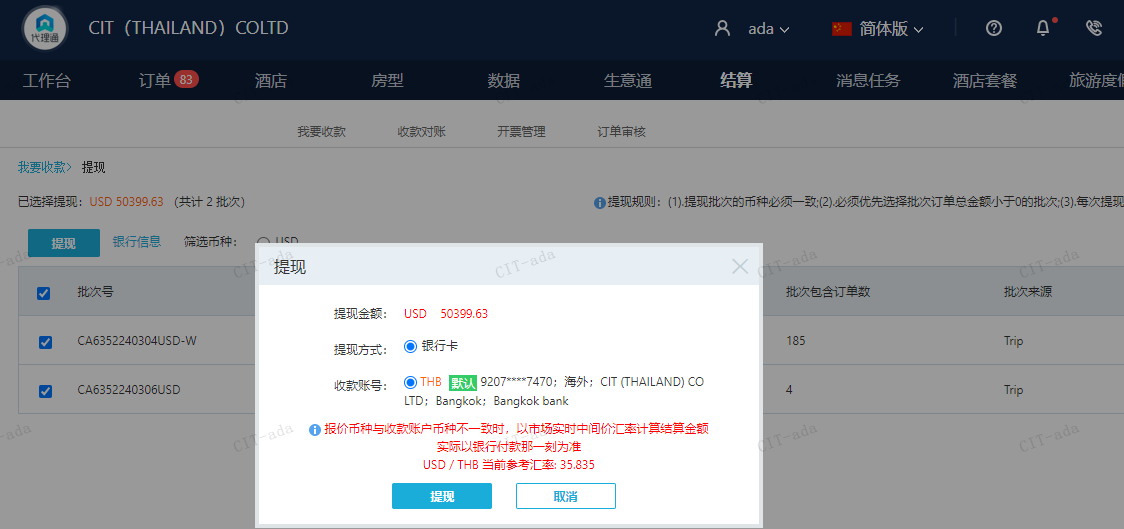 代理通
CIT（THAILAND）COLTD
ada
简体版
工作台
订单 83
酒店
房型
数据
生意通
结算
消息任务
酒店套餐
旅游度假
我要收款
收款对账
开票管理
订单审核
我要收款> 提现
已选择提现：USD 50399.63 （共计 2 批次）
提现规则：(1).提现批次的币种必须一致;(2).必须优先选择批次订单总金额小于0的批次;(3).每次提现
提现
银行信息
筛选币种：
USD
批次号
批次包含订单数
批次来源
CA6352240304USD-W
185
Trip
CA6352240306USD
4
Trip
提现
提现金额： USD 50399.63
提现方式： 银行卡
收款账号： THB 默认 9207****7470；海外；CIT (THAILAND) CO
LTD；Bangkok；Bangkok bank
报价币种与收款账户币种不一致时，以市场实时中间价汇率计算结算金额
实际以银行付款那一刻为准
USD / THB 当前参考汇率: 35.835
提现
取消
CIT-ada
CIT-ada
CIT-ada
CIT-ada
CIT-ada
CIT-ada